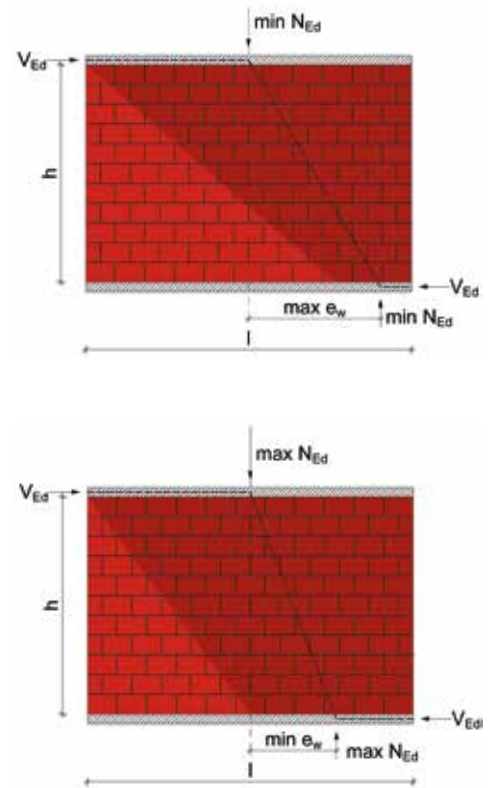 min N_Ed
V_Ed
h
V_Ed
max e_w
min N_Ed
l
max N_Ed
V_Ed
h
V_Edl
min e_w
max N_Ed
l